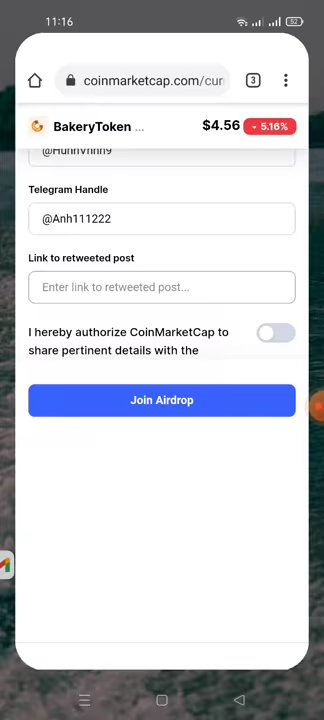 11:16
52
coinmarketcap.com/cur
3
BakeryToken ...
$4.56
5.16%
Telegram Handle
@Anh111222
Link to retweeted post
Enter link to retweeted post...
I hereby authorize CoinMarketCap to
share pertinent details with the
Join Airdrop